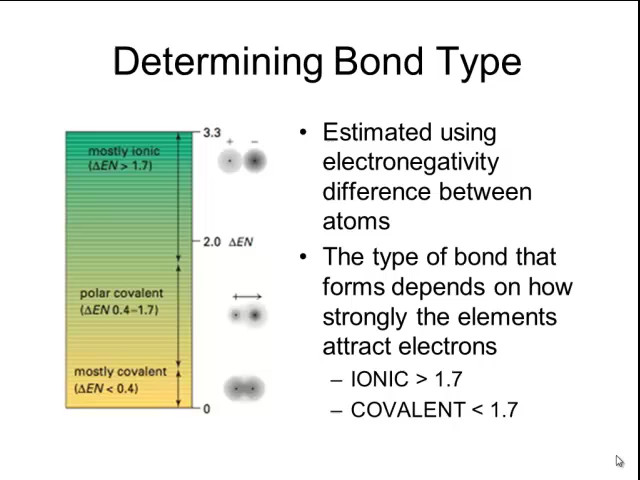 Determining Bond Type
3.3
mostly ionic
(ΔEN > 1.7)
+ −
2.0 ΔEN
polar covalent
(ΔEN 0.4–1.7)
mostly covalent
(ΔEN < 0.4)
0
• Estimated using
electronegativity
difference between
atoms
• The type of bond that
forms depends on how
strongly the elements
attract electrons
– IONIC > 1.7
– COVALENT < 1.7